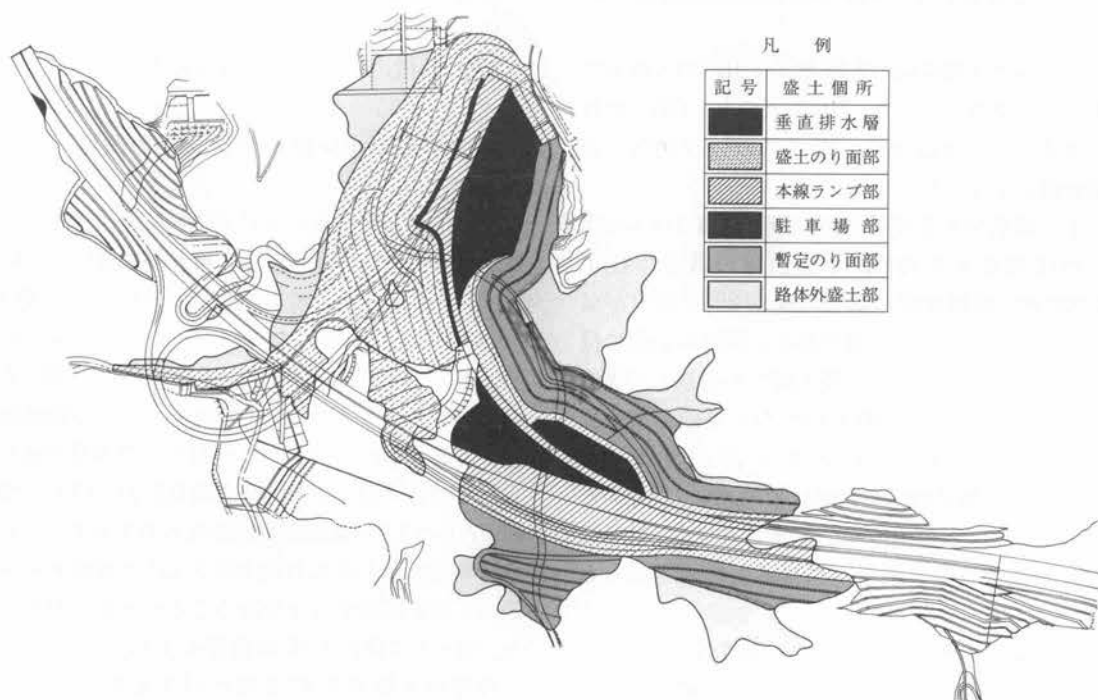 凡 例
記 号 盛 土 個 所
垂 直 排 水 層
盛土のり面部
本線ランプ部
駐 車 場 部
暫定のり面部
路体外盛土部